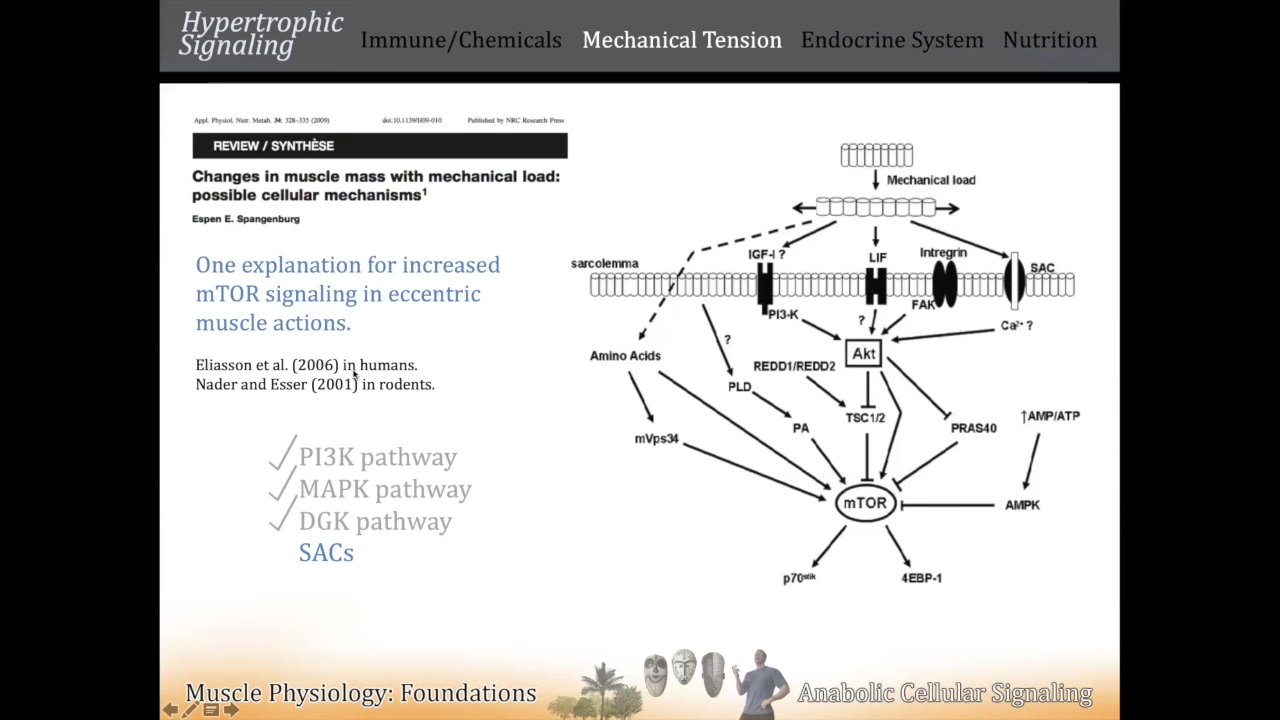 Hypertrophic
Signaling
Immune/Chemicals Mechanical Tension Endocrine System Nutrition
Appl. Physiol. Nutr. Metab. 34: 328–335 (2009) doi:10.1139/H09-010 Published by NRC Research Press
REVIEW / SYNTHÈSE
Changes in muscle mass with mechanical load:
possible cellular mechanisms¹
Espen E. Spangenburg
One explanation for increased
mTOR signaling in eccentric
muscle actions.
Eliasson et al. (2006) in humans.
Nader and Esser (2001) in rodents.
PI3K pathway
MAPK pathway
DGK pathway
SACs
Mechanical load
sarcolemma
IGF-I ?
LIF
Intregrin
SAC
PI3-K
?
FAK
Ca²⁺ ?
Amino Acids
?
REDD1/REDD2
Akt
PLD
mVps34
PA
TSC1/2
PRAS40
↑AMP/ATP
mTOR
AMPK
p70ˢ⁶ᵏ
4EBP-1
Muscle Physiology: Foundations
Anabolic Cellular Signaling